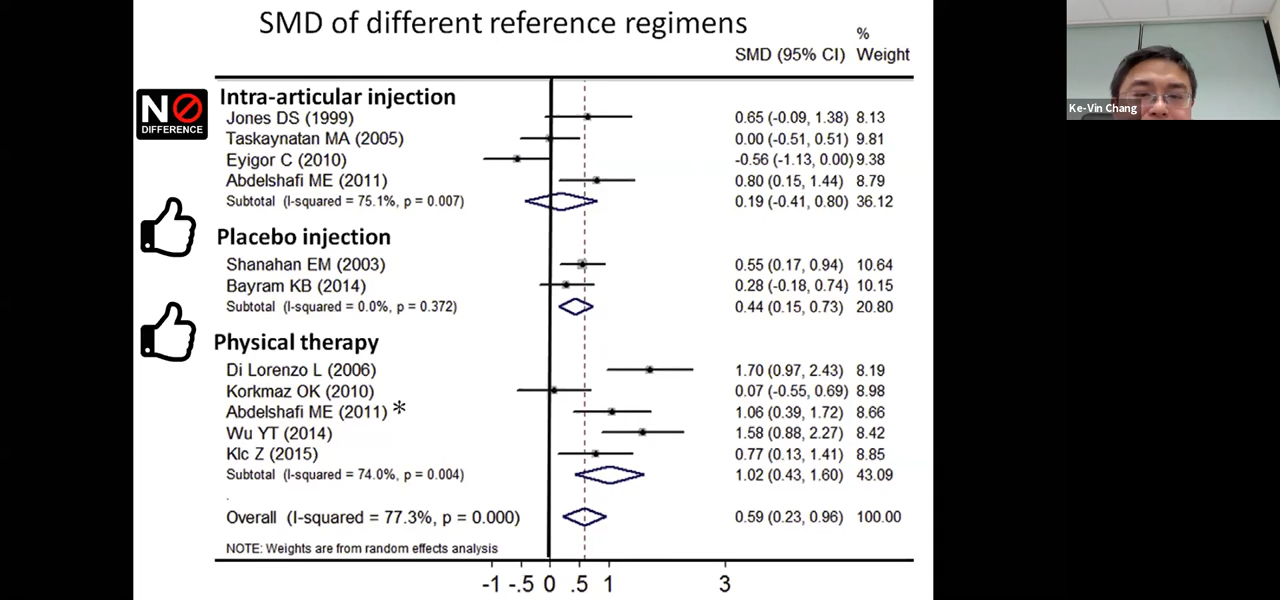 SMD of different reference regimens
%
SMD (95% CI) Weight
NO
DIFFERENCE
Intra-articular injection
Jones DS (1999) 0.65 (-0.09, 1.38) 8.13
Taskaynatan MA (2005) 0.00 (-0.51, 0.51) 9.81
Eyigor C (2010) -0.56 (-1.13, 0.00) 9.38
Abdelshafi ME (2011) 0.80 (0.15, 1.44) 8.79
Subtotal (I-squared = 75.1%, p = 0.007) 0.19 (-0.41, 0.80) 36.12
Placebo injection
Shanahan EM (2003) 0.55 (0.17, 0.94) 10.64
Bayram KB (2014) 0.28 (-0.18, 0.74) 10.15
Subtotal (I-squared = 0.0%, p = 0.372) 0.44 (0.15, 0.73) 20.80
Physical therapy
Di Lorenzo L (2006) 1.70 (0.97, 2.43) 8.19
Korkmaz OK (2010) 0.07 (-0.55, 0.69) 8.98
Abdelshafi ME (2011) * 1.06 (0.39, 1.72) 8.66
Wu YT (2014) 1.58 (0.88, 2.27) 8.42
Klc Z (2015) 0.77 (0.13, 1.41) 8.85
Subtotal (I-squared = 74.0%, p = 0.004) 1.02 (0.43, 1.60) 43.09
.
Overall (I-squared = 77.3%, p = 0.000) 0.59 (0.23, 0.96) 100.00
NOTE: Weights are from random effects analysis
-1 -.5 0 .5 1 3
Ke-Vin Chang